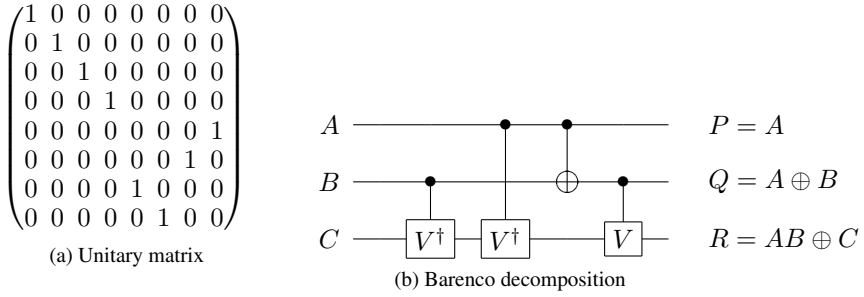 1 0 0 0 0 0 0 0
0 1 0 0 0 0 0 0
0 0 1 0 0 0 0 0
0 0 0 1 0 0 0 0
0 0 0 0 0 0 0 1
0 0 0 0 0 0 1 0
0 0 0 0 1 0 0 0
0 0 0 0 0 1 0 0
(a) Unitary matrix
A P = A
B Q = A ⊕ B
C V† V† V R = AB ⊕ C
(b) Barenco decomposition